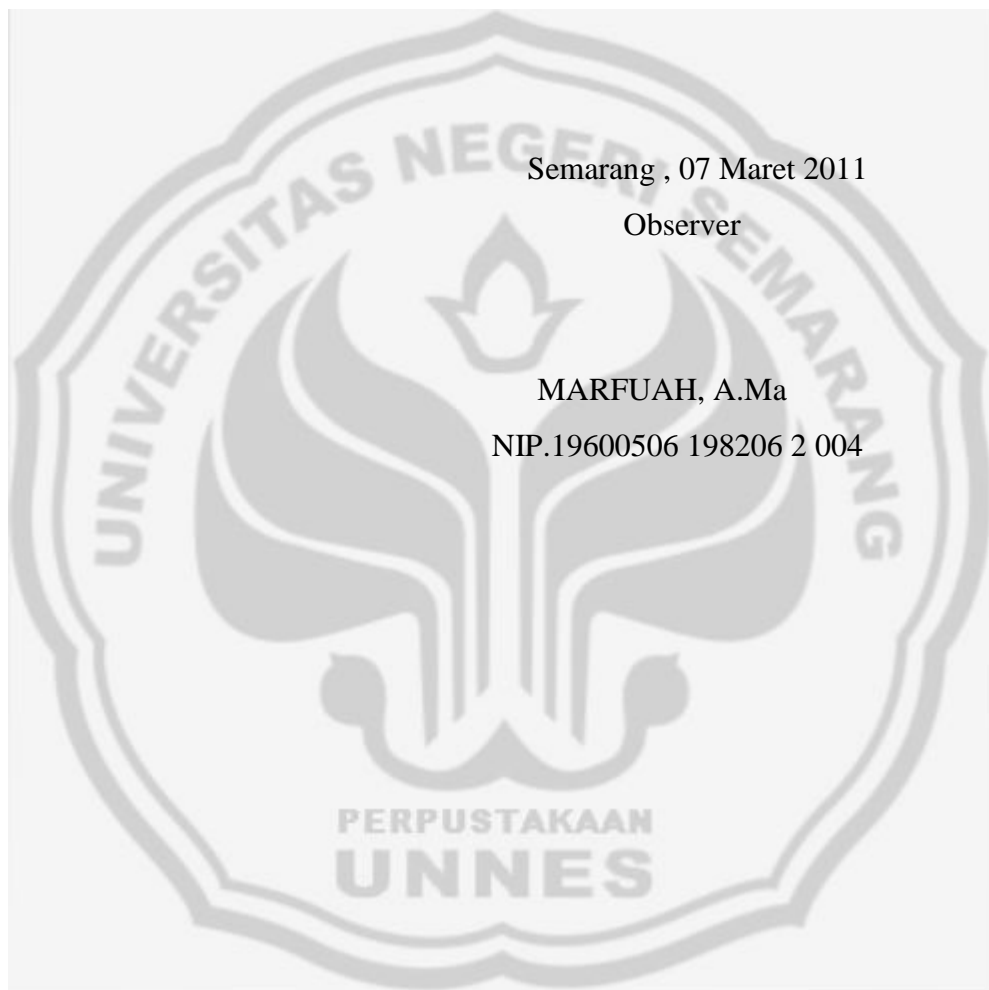 UNIVERSITAS NEGERI SEMARANG
Semarang , 07 Maret 2011
Observer
MARFUAH, A.Ma
NIP.19600506 198206 2 004
PERPUSTAKAAN
UNNES